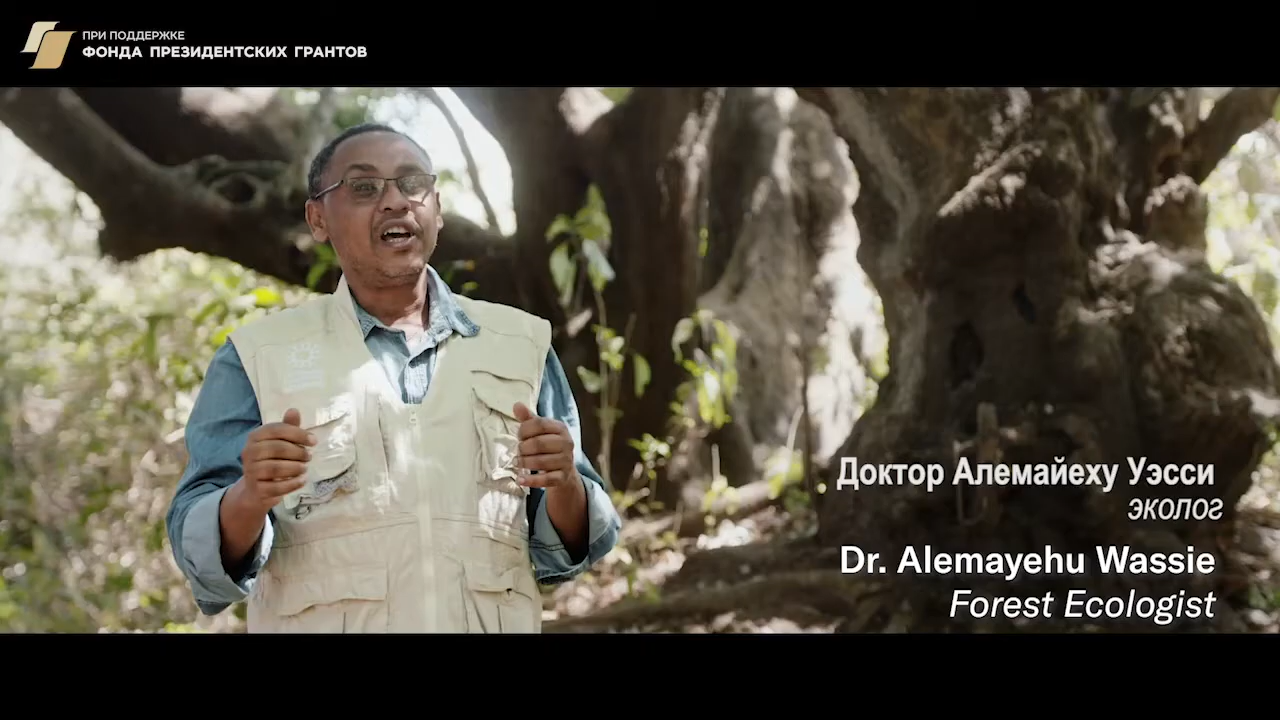 ПРИ ПОДДЕРЖКЕ
ФОНДА ПРЕЗИДЕНТСКИХ ГРАНТОВ
Доктор Алемайеху Уэсси
эколог
Dr. Alemayehu Wassie
Forest Ecologist